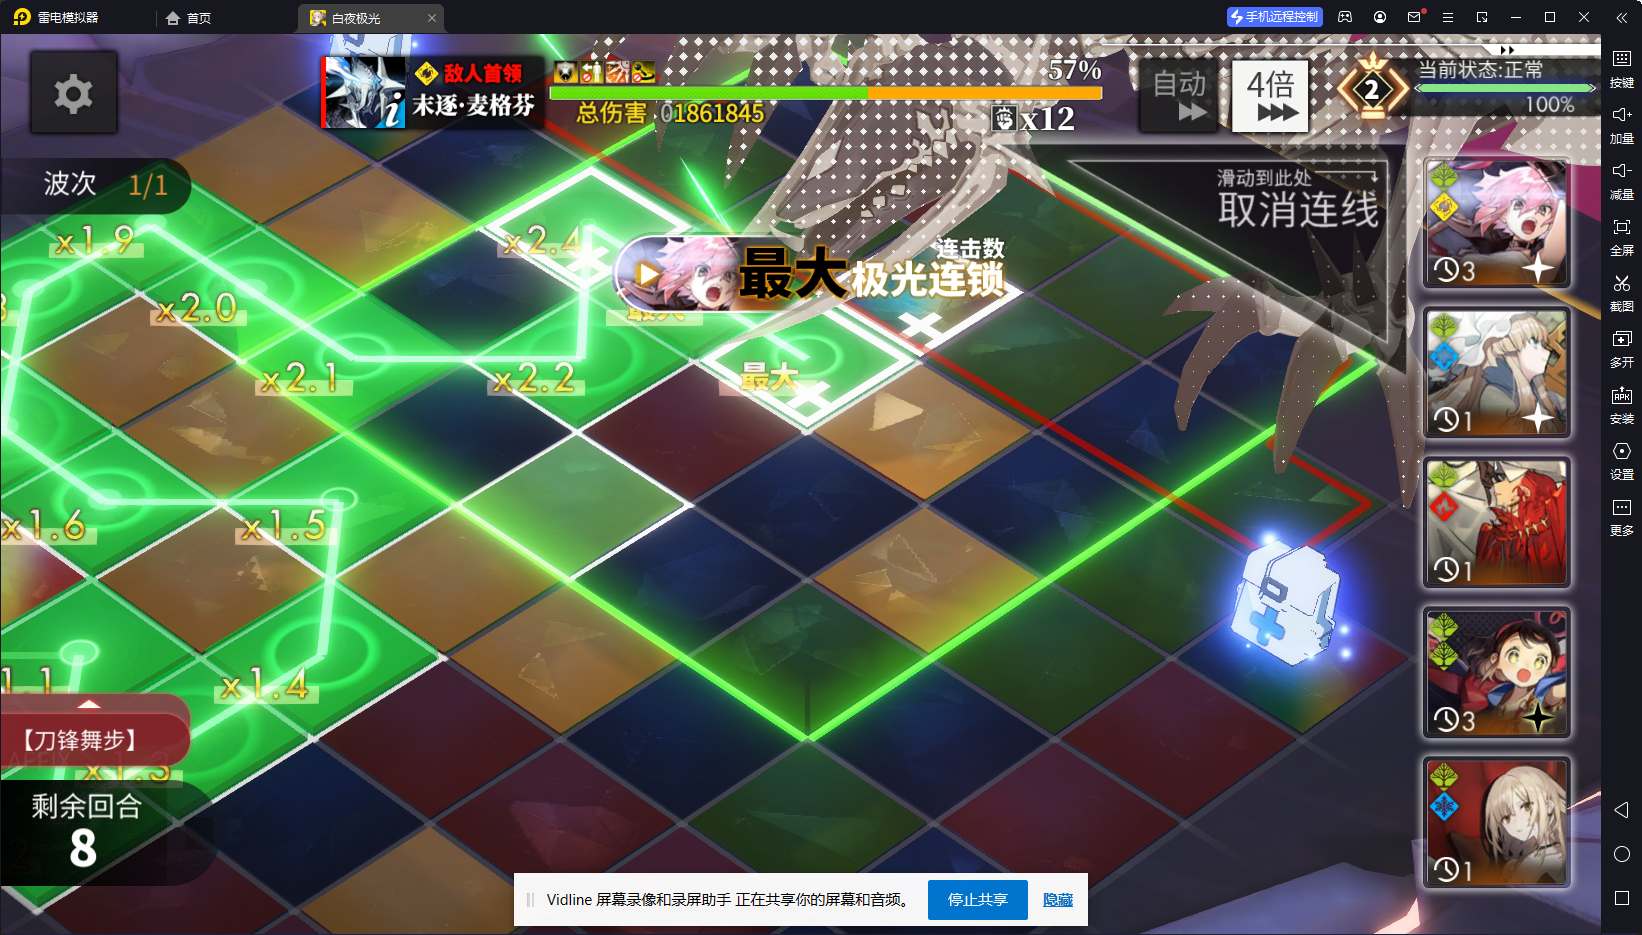 雷电模拟器
首页
白夜极光
手机远程控制
敌人首领
末逐·麦格芬
57%
总伤害 01861845
x12
自动
4倍
2
当前状态:正常
100%
波次 1/1
滑动到此处
取消连线
连击数
最大极光连锁
x1.9
x2.4
x2.0
最大
x2.1
x2.2
最大
x1.6
x1.5
1.1
x1.4
【刀锋舞步】
x1.3
剩余回合
8
3
1
1
3
1
按键
加量
减量
全屏
截图
多开
APK
安装
设置
更多
Vidline 屏幕录像和录屏助手 正在共享你的屏幕和音频。
停止共享
隐藏